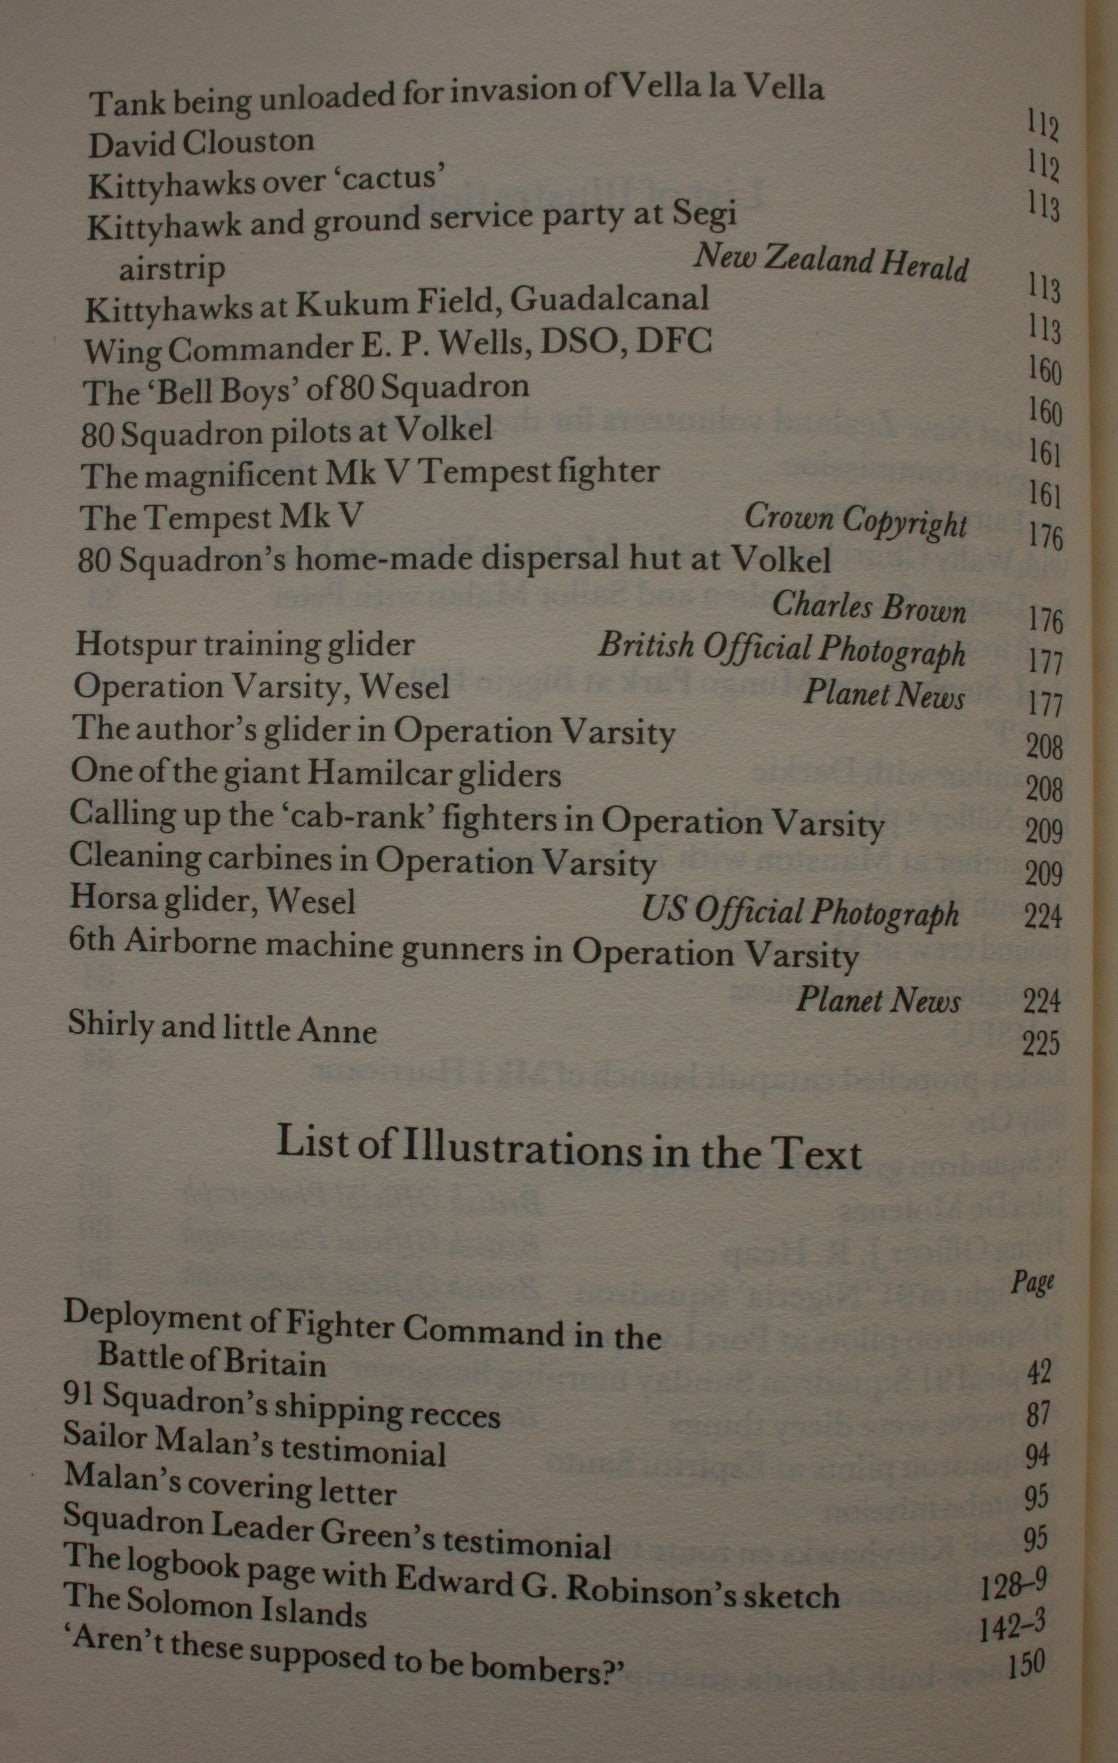 Tank being unloaded for invasion of Vella la Vella 112
David Clouston 112
Kittyhawks over ‘cactus’ 113
Kittyhawk and ground service party at Segi
airstrip New Zealand Herald 113
Kittyhawks at Kukum Field, Guadalcanal 113
Wing Commander E. P. Wells, DSO, DFC 160
The ‘Bell Boys’ of 80 Squadron 160
80 Squadron pilots at Volkel 161
The magnificent Mk V Tempest fighter 161
The Tempest Mk V Crown Copyright 176
80 Squadron’s home-made dispersal hut at Volkel
Charles Brown 176
Hotspur training glider British Official Photograph 177
Operation Varsity, Wesel Planet News 177
The author’s glider in Operation Varsity 208
One of the giant Hamilcar gliders 208
Calling up the ‘cab-rank’ fighters in Operation Varsity 209
Cleaning carbines in Operation Varsity 209
Horsa glider, Wesel US Official Photograph 224
6th Airborne machine gunners in Operation Varsity
Planet News 224
Shirly and little Anne 225
List of Illustrations in the Text
Page
Deployment of Fighter Command in the
Battle of Britain 42
91 Squadron’s shipping recces 87
Sailor Malan’s testimonial 94
Malan’s covering letter 95
Squadron Leader Green’s testimonial 95
The logbook page with Edward G. Robinson’s sketch 128–9
The Solomon Islands 142–3
‘Aren’t these supposed to be bombers?’ 150